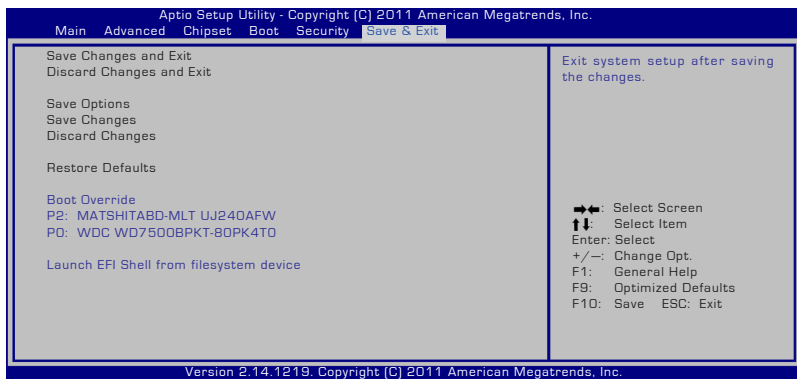 Aptio Setup Utility - Copyright (C) 2011 American Megatrends, Inc.
Main Advanced Chipset Boot Security Save & Exit
Save Changes and Exit
Discard Changes and Exit
Save Options
Save Changes
Discard Changes
Restore Defaults
Boot Override
P2: MATSHITABD-MLT UJ240AFW
P0: WDC WD7500BPKT-80PK4T0
Launch EFI Shell from filesystem device
Exit system setup after saving
the changes.
→←: Select Screen
↑↓: Select Item
Enter: Select
+/—: Change Opt.
F1: General Help
F9: Optimized Defaults
F10: Save ESC: Exit
Version 2.14.1219. Copyright (C) 2011 American Megatrends, Inc.